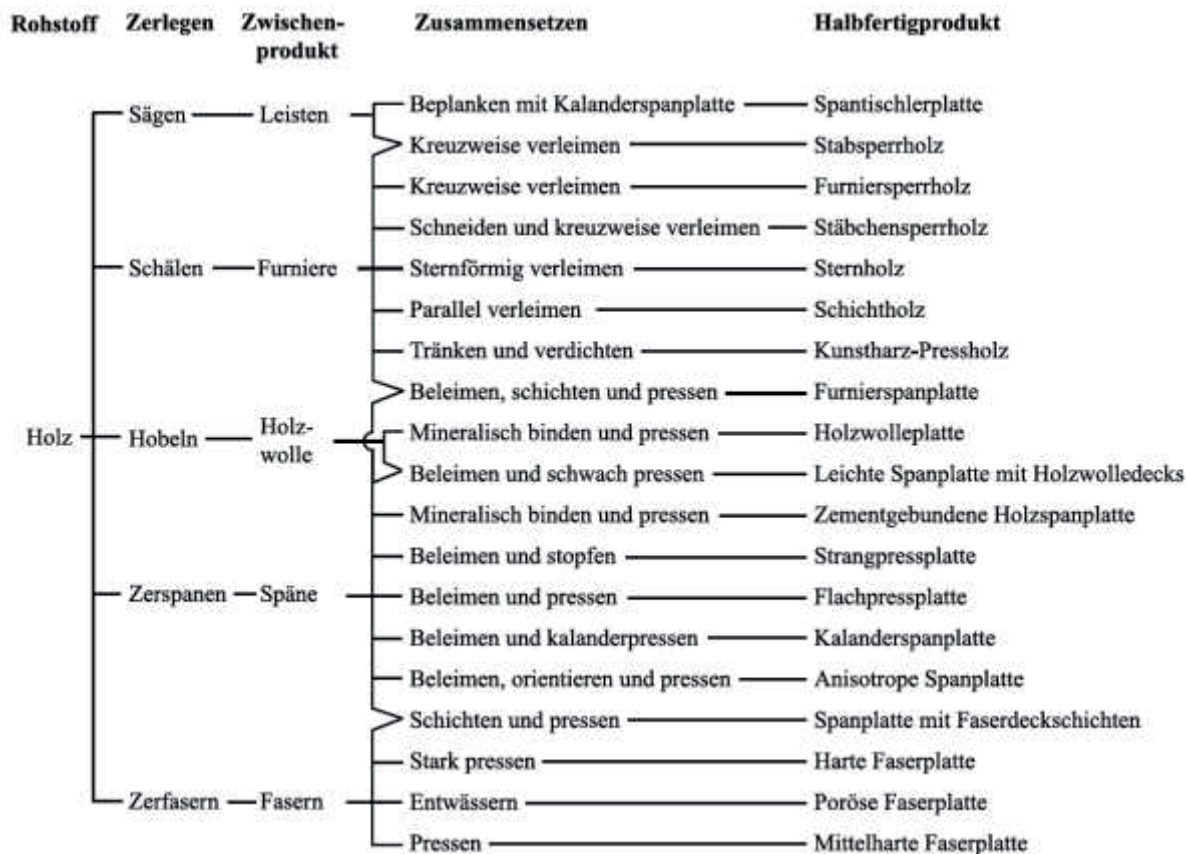 Rohstoff Zerlegen Zwischen- Zusammensetzen Halbfertigprodukt
produkt
Beplanken mit Kalanderspanplatte Spantischlerplatte
Sägen Leisten
Kreuzweise verleimen Stabsperrholz
Kreuzweise verleimen Furniersperrholz
Schneiden und kreuzweise verleimen Stäbchensperrholz
Schälen Furniere Sternförmig verleimen Sternholz
Parallel verleimen Schichtholz
Tränken und verdichten Kunstharz-Pressholz
Beleimen, schichten und pressen Furnierspanplatte
Holz Hobeln Holz- Mineralisch binden und pressen Holzwolleplatte
wolle
Beleimen und schwach pressen Leichte Spanplatte mit Holzwolledecks
Mineralisch binden und pressen Zementgebundene Holzspanplatte
Beleimen und stopfen Strangpressplatte
Zerspanen Späne Beleimen und pressen Flachpressplatte
Beleimen und kalanderpressen Kalanderspanplatte
Beleimen, orientieren und pressen Anisotrope Spanplatte
Schichten und pressen Spanplatte mit Faserdeckschichten
Stark pressen Harte Faserplatte
Zerfasern Fasern Entwässern Poröse Faserplatte
Pressen Mittelharte Faserplatte